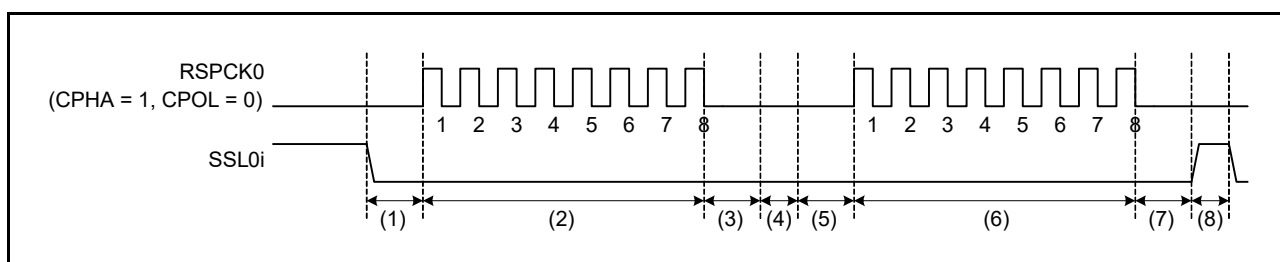 RSPCK0
(CPHA = 1, CPOL = 0)
1 2 3 4 5 6 7 8 1 2 3 4 5 6 7 8
SSL0i
(1) (2) (3) (4) (5) (6) (7) (8)